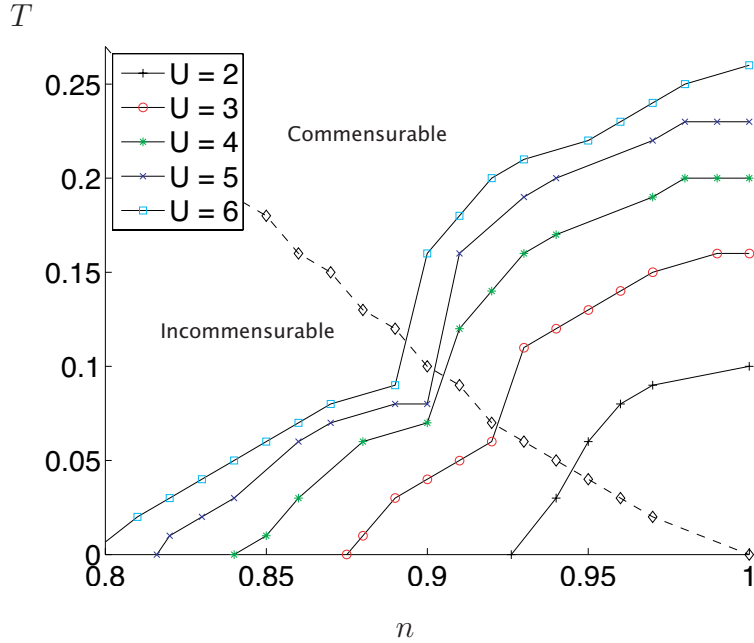 T
0.25
0.2
0.15
0.1
0.05
0
U = 2
U = 3
U = 4
U = 5
U = 6
Commensurable
Incommensurable
0.8
0.85
0.9
0.95
1
n